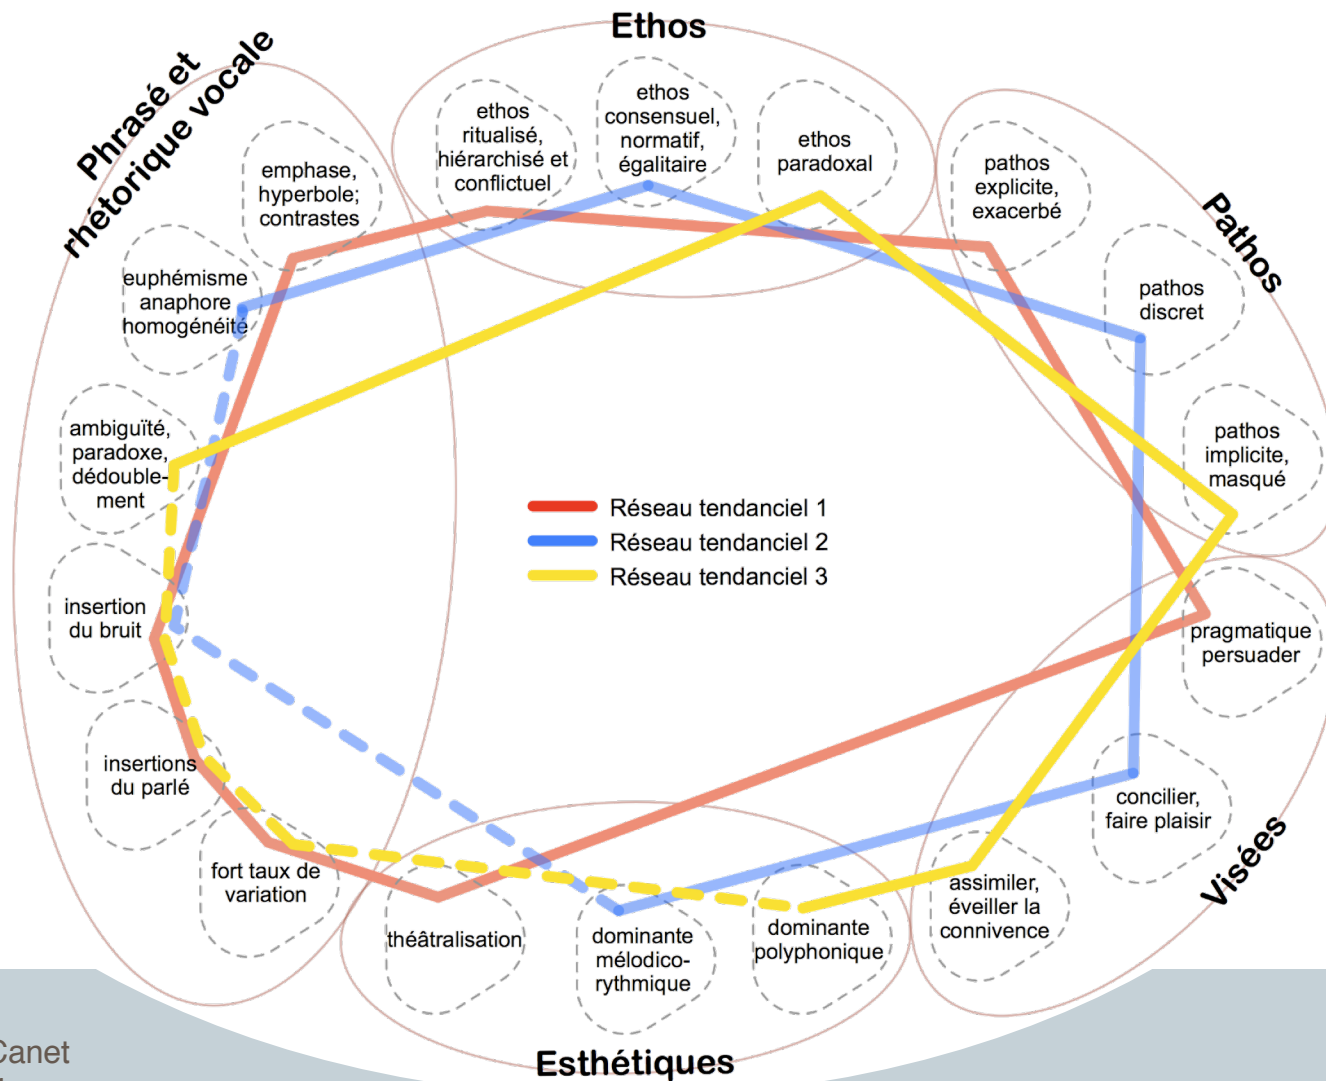 Ethos
Phrasé et
rhétorique vocale
Pathos
Visées
Esthétiques
ethos
ritualisé,
hiérarchisé et
conflictuel
ethos
consensuel,
normatif,
égalitaire
ethos
paradoxal
pathos
explicite,
exacerbé
pathos
discret
pathos
implicite,
masqué
pragmatique
persuader
concilier,
faire plaisir
assimiler,
éveiller la
connivence
dominante
polyphonique
dominante
mélodico-
rythmique
théâtralisation
fort taux de
variation
insertions
du parlé
insertion
du bruit
ambiguïté,
paradoxe,
dédouble-
ment
euphémisme
anaphore
homogénéité
emphase,
hyperbole;
contrastes
Réseau tendanciel 1
Réseau tendanciel 2
Réseau tendanciel 3
Canet